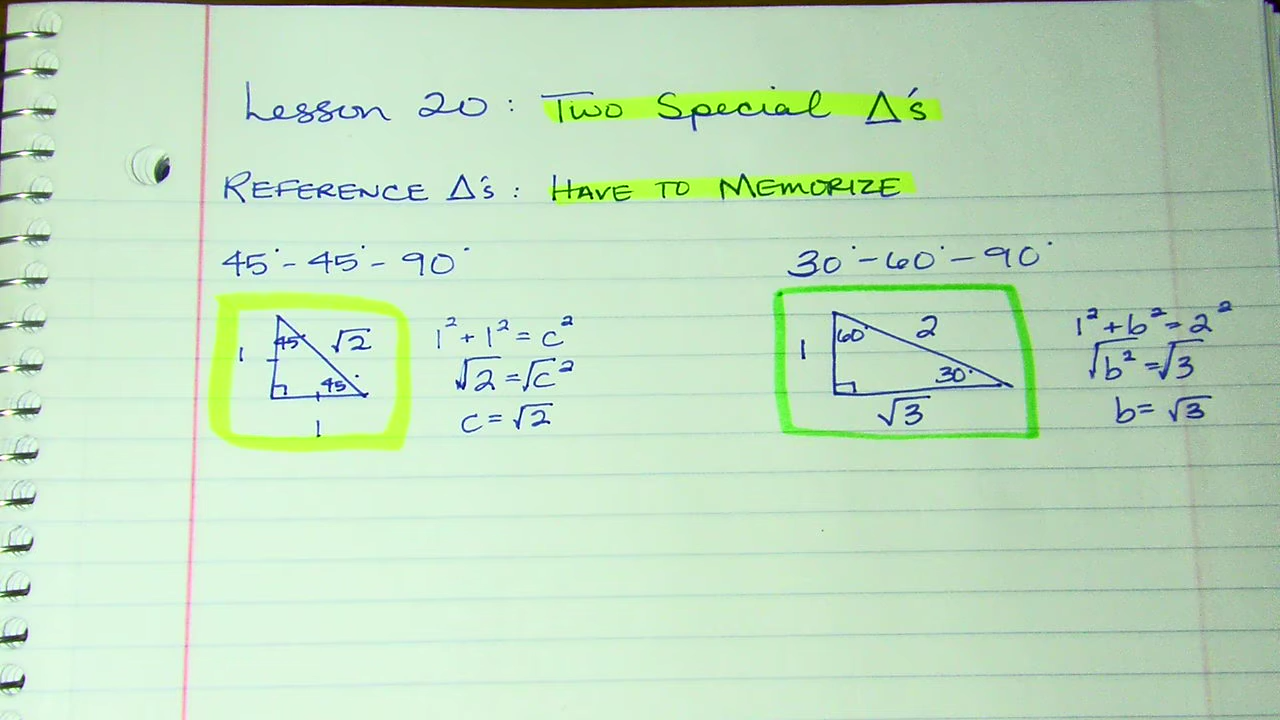 Lesson 20: Two Special Δ's
REFERENCE Δ's: HAVE TO MEMORIZE
45° - 45° - 90°
1
45°
√2
45°
1
1² + 1² = c²
√2 = √c²
c = √2
30° - 60° - 90°
1
60°
2
30°
√3
1² + b² = 2²
√b² = √3
b = √3